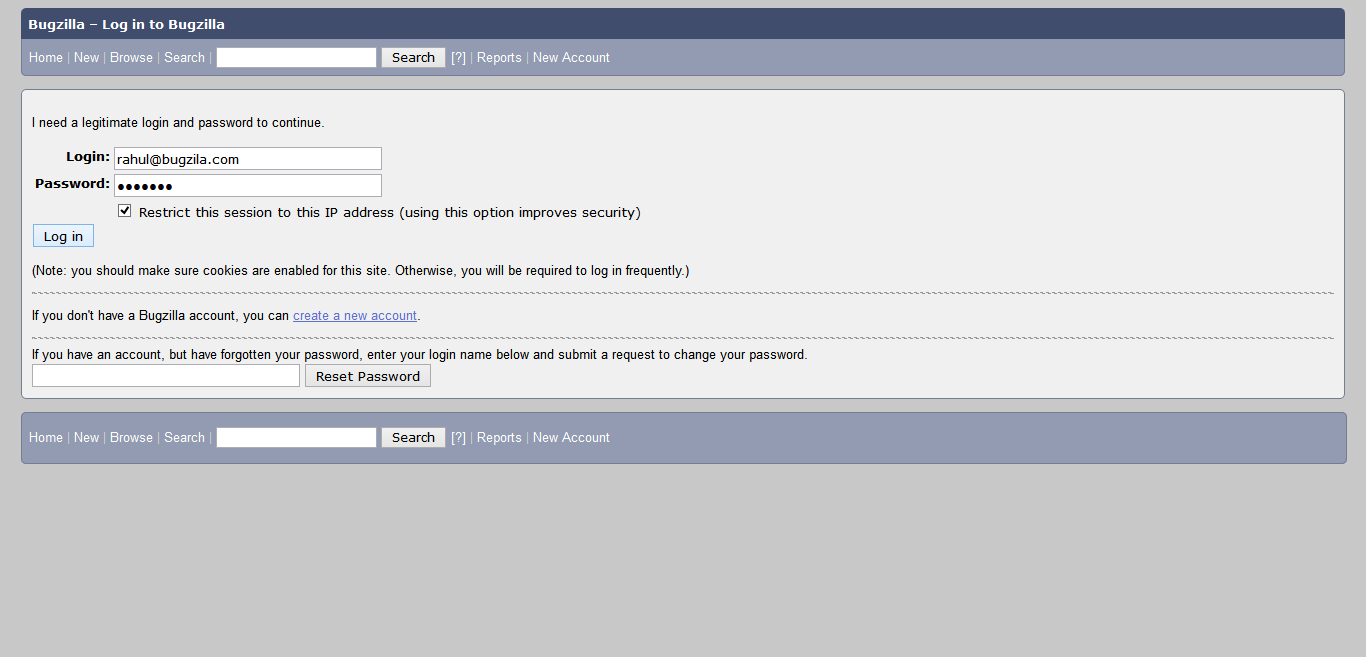 Bugzilla – Log in to Bugzilla
Home | New | Browse | Search | Search [?] | Reports | New Account
I need a legitimate login and password to continue.
Login: rahul@bugzila.com
Password: ●●●●●●●
Restrict this session to this IP address (using this option improves security)
Log in
(Note: you should make sure cookies are enabled for this site. Otherwise, you will be required to log in frequently.)
If you don't have a Bugzilla account, you can create a new account.
If you have an account, but have forgotten your password, enter your login name below and submit a request to change your password.
Reset Password
Home | New | Browse | Search | Search [?] | Reports | New Account